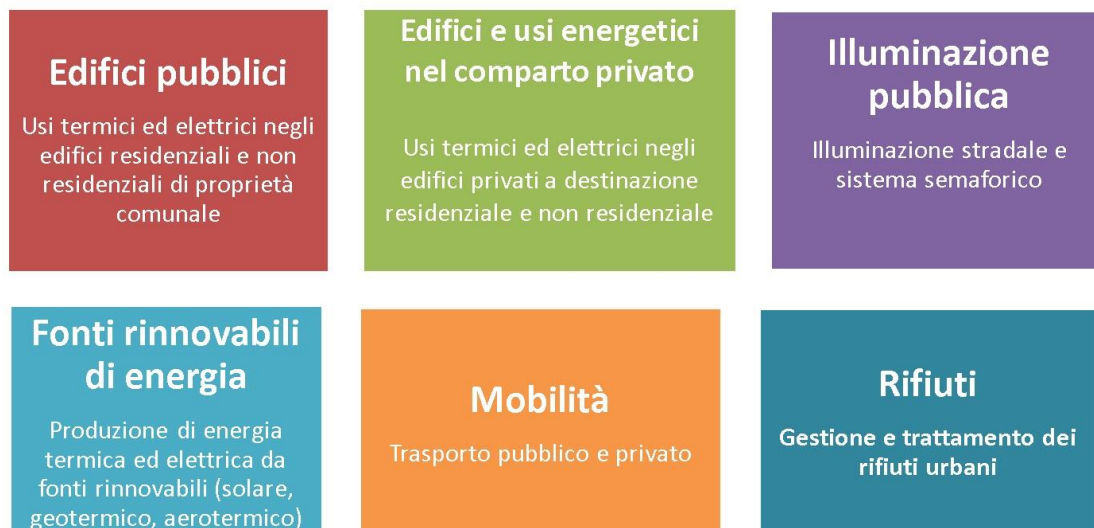 Edifici pubblici
Usi termici ed elettrici negli
edifici residenziali e non
residenziali di proprietà
comunale
Edifici e usi energetici
nel comparto privato
Usi termici ed elettrici negli
edifici privati a destinazione
residenziale e non residenziale
Illuminazione
pubblica
Illuminazione stradale e
sistema semaforico
Fonti rinnovabili
di energia
Produzione di energia
termica ed elettrica da
fonti rinnovabili (solare,
geotermico, aerotermico)
Mobilità
Trasporto pubblico e privato
Rifiuti
Gestione e trattamento dei
rifiuti urbani